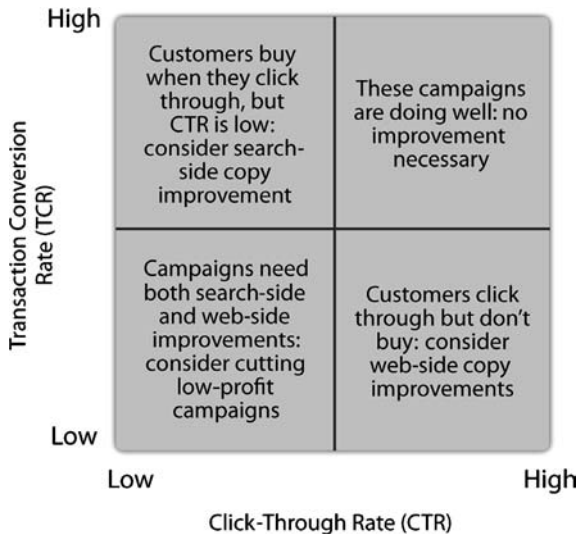 High
Customers buy
when they click
through, but
CTR is low:
consider search-
side copy
improvement
These campaigns
are doing well: no
improvement
necessary
Transaction Conversion
Rate (TCR)
Campaigns need
both search-side
and web-side
improvements:
consider cutting
low-profit
campaigns
Customers click
through but don't
buy: consider
web-side copy
improvements
Low
Low
High
Click-Through Rate (CTR)